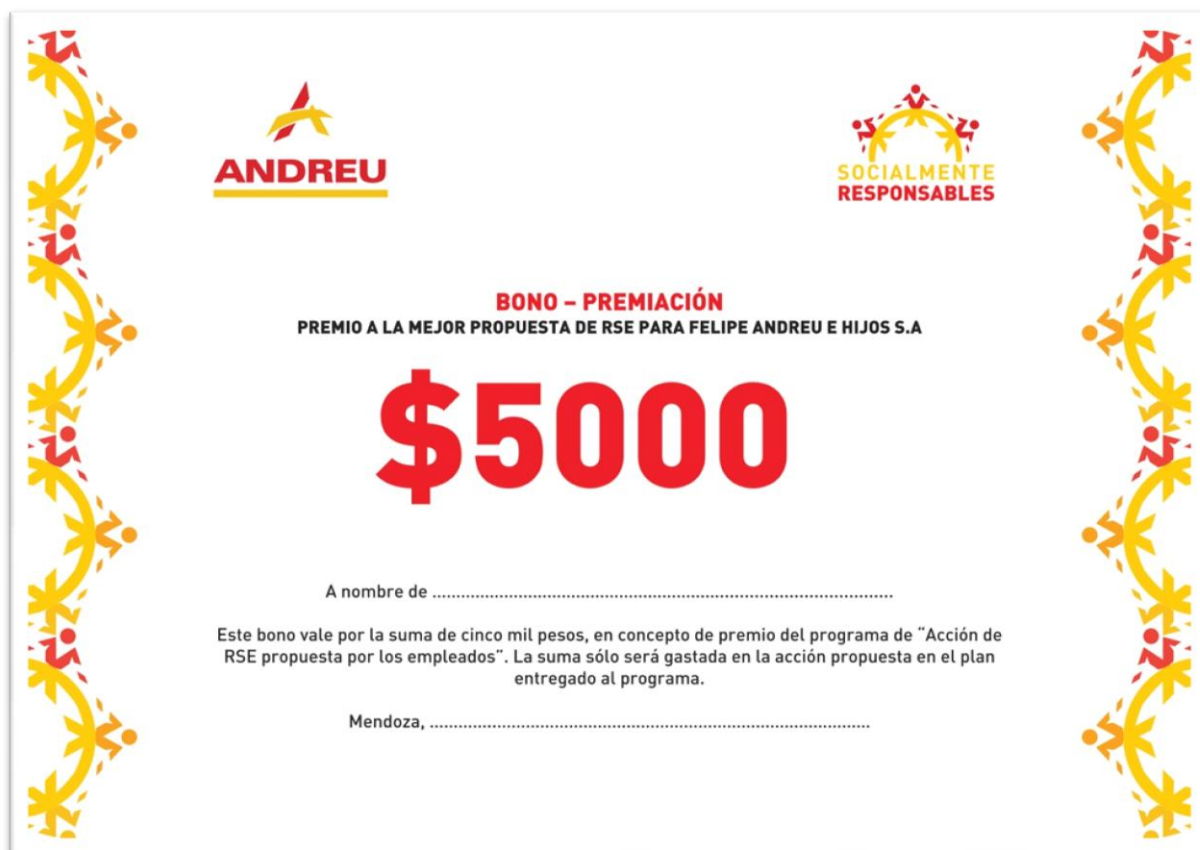 ANDREU
SOCIALMENTE
RESPONSABLES
BONO – PREMIACIÓN
PREMIO A LA MEJOR PROPUESTA DE RSE PARA FELIPE ANDREU E HIJOS S.A
$5000
A nombre de ................................................................................................
Este bono vale por la suma de cinco mil pesos, en concepto de premio del programa de “Acción de
RSE propuesta por los empleados”. La suma sólo será gastada en la acción propuesta en el plan
entregado al programa.
Mendoza, ............................................................................................